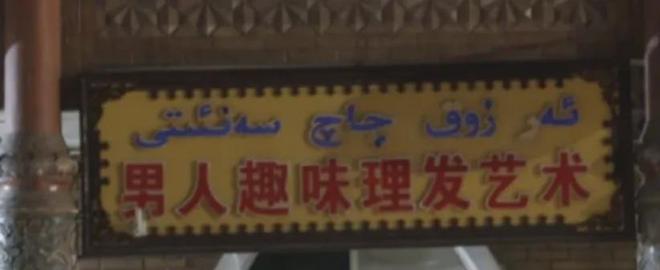 ئەر زوق چاچ سەنئىتى
男人趣味理发艺术